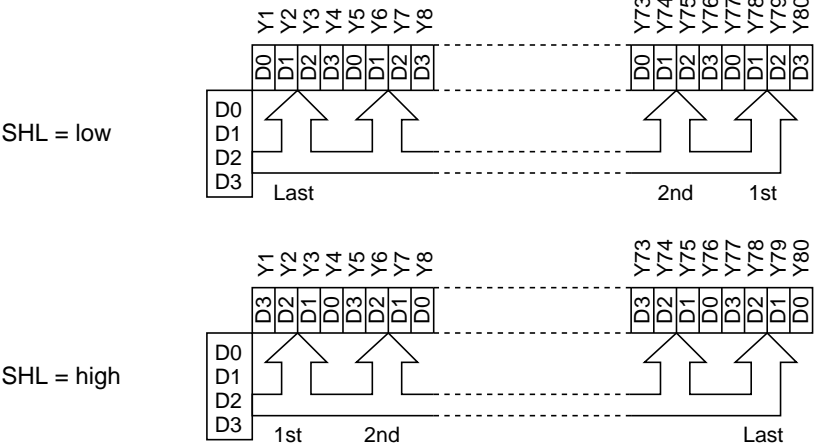 Y1 Y2 Y3 Y4 Y5 Y6 Y7 Y8 Y73 Y74 Y75 Y76 Y77 Y78 Y79 Y80
D0 D1 D2 D3 D0 D1 D2 D3 D0 D1 D2 D3 D0 D1 D2 D3
D0
D1
SHL = low
D2
D3
Last 2nd 1st
Y1 Y2 Y3 Y4 Y5 Y6 Y7 Y8 Y73 Y74 Y75 Y76 Y77 Y78 Y79 Y80
D3 D2 D1 D0 D3 D2 D1 D0 D3 D2 D1 D0 D3 D2 D1 D0
D0
D1
SHL = high
D2
D3
1st 2nd Last